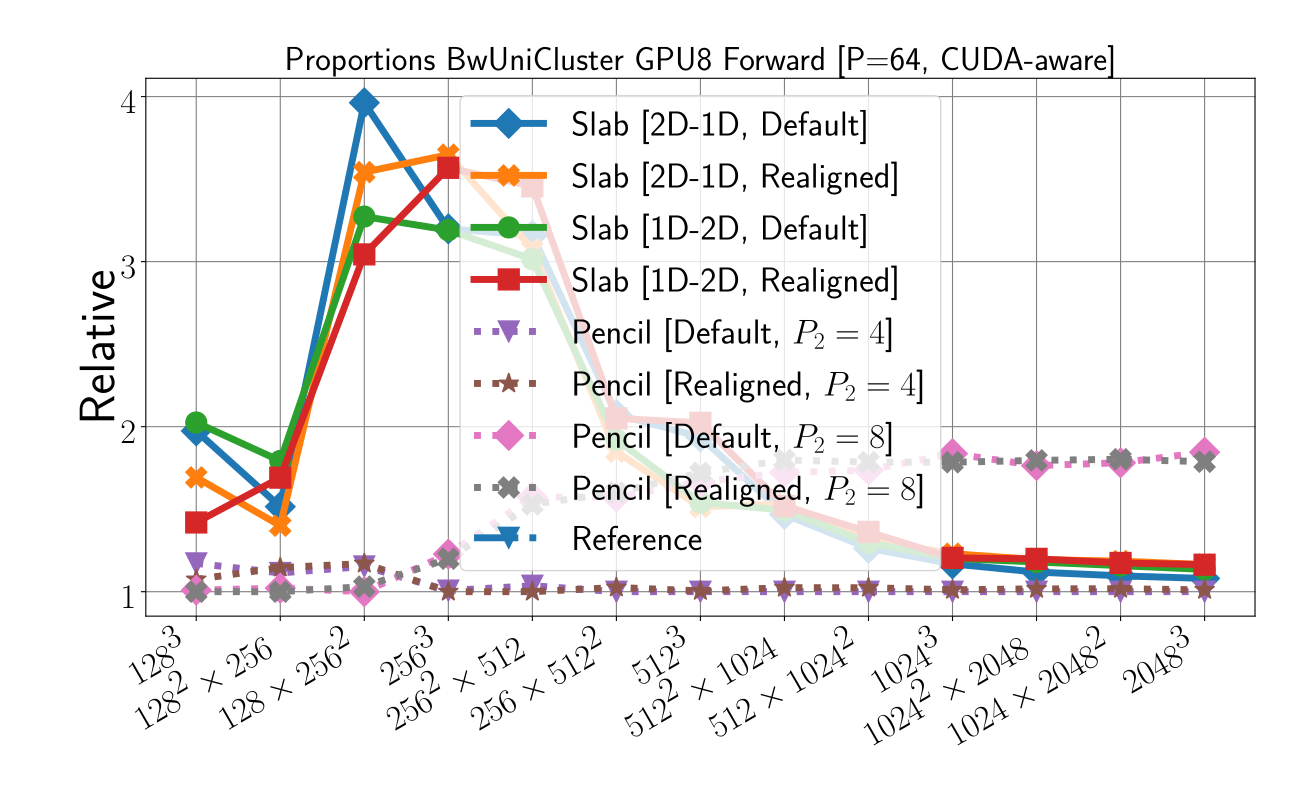 Proportions BwUniCluster GPU8 Forward [P=64, CUDA-aware]
Relative
4
3
2
1
Slab [2D-1D, Default]
Slab [2D-1D, Realigned]
Slab [1D-2D, Default]
Slab [1D-2D, Realigned]
Pencil [Default, P₂ = 4]
Pencil [Realigned, P₂ = 4]
Pencil [Default, P₂ = 8]
Pencil [Realigned, P₂ = 8]
Reference
128³
128² × 256
128 × 256²
256³
256² × 512
256 × 512²
512³
512² × 1024
512 × 1024²
1024³
1024² × 2048
1024 × 2048²
2048³